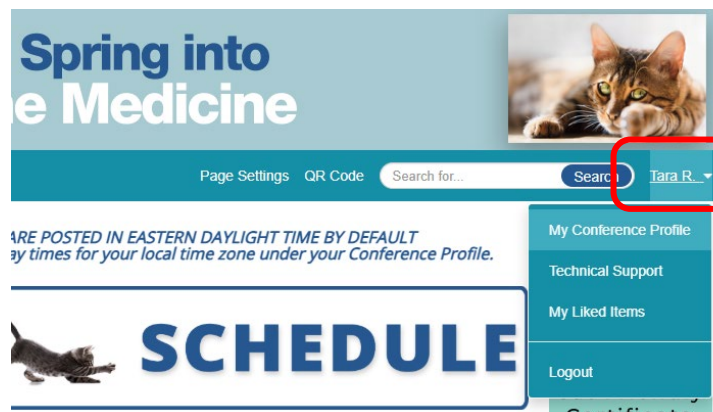 Spring into
e Medicine
Page Settings QR Code Search for... Search Tara R.
ARE POSTED IN EASTERN DAYLIGHT TIME BY DEFAULT
ay times for your local time zone under your Conference Profile.
My Conference Profile
Technical Support
My Liked Items
Logout
SCHEDULE